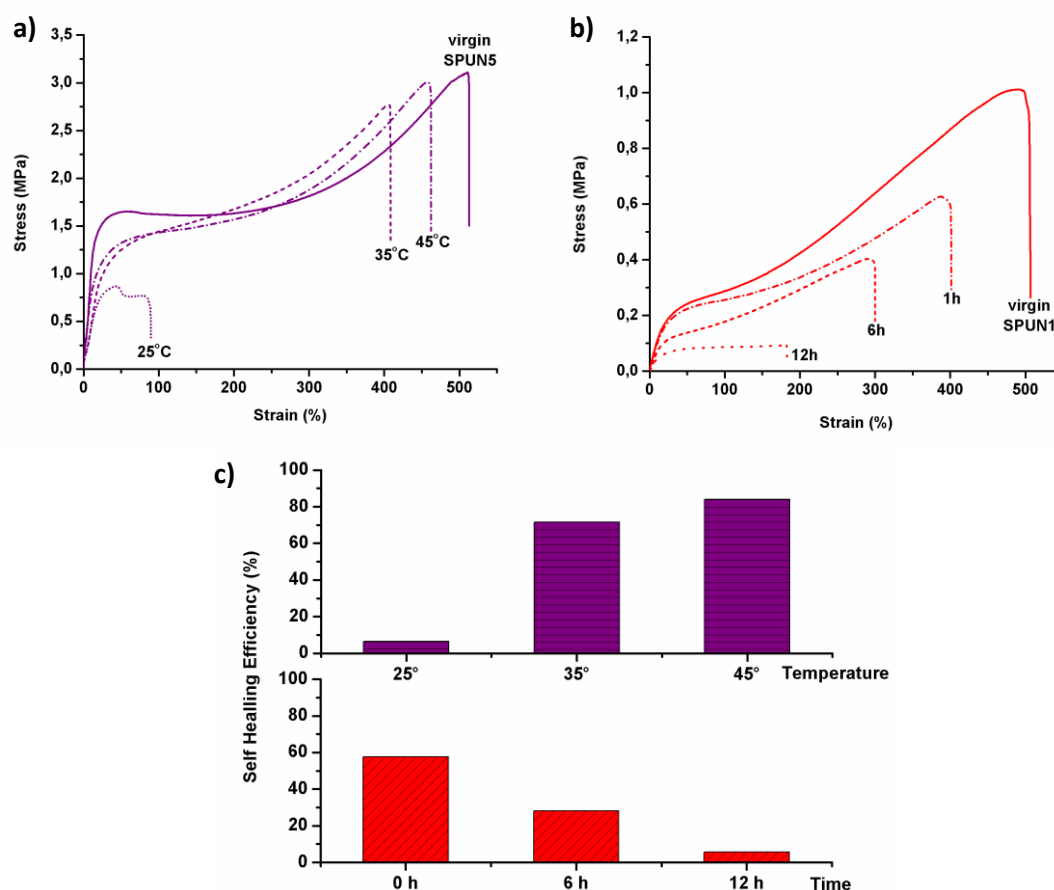 a)
3,5
3,0
2,5
2,0
1,5
1,0
0,5
0,0
Stress (MPa)
virgin
SPUN5
35°C
45°C
25°C
0
100
200
300
400
500
Strain (%)
b)
1,2
1,0
0,8
0,6
0,4
0,2
0,0
Stress (MPa)
1h
6h
12h
virgin
SPUN1
0
100
200
300
400
500
Strain (%)
c)
Self Healling Efficiency (%)
100
80
60
40
20
0
25°
35°
45°
Temperature
100
80
60
40
20
0
0 h
6 h
12 h
Time